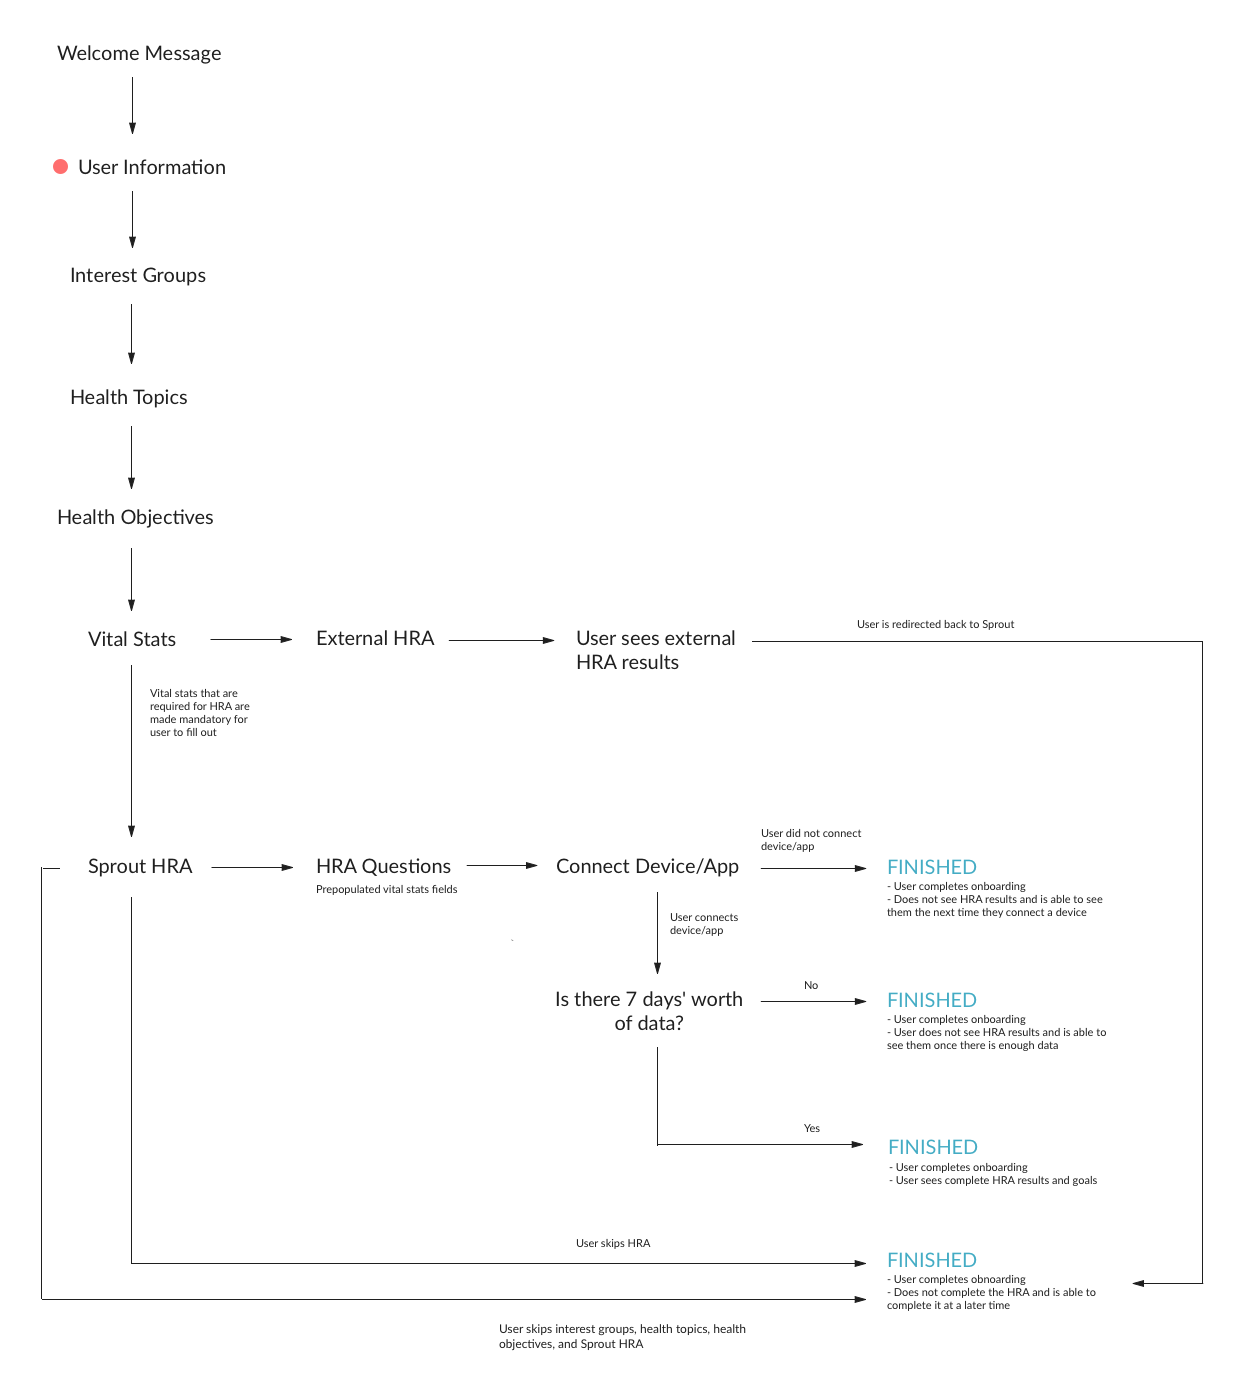 Welcome Message
User Information
Interest Groups
Health Topics
Health Objectives
Vital Stats
External HRA
User sees external
HRA results
User is redirected back to Sprout
Vital stats that are
required for HRA are
made mandatory for
user to fill out
Sprout HRA
HRA Questions
Prepopulated vital stats fields
Connect Device/App
User did not connect
device/app
FINISHED
- User completes onboarding
- Does not see HRA results and is able to see
them the next time they connect a device
User connects
device/app
Is there 7 days' worth
of data?
No
FINISHED
- User completes onboarding
- User does not see HRA results and is able to
see them once there is enough data
Yes
FINISHED
- User completes onboarding
- User sees complete HRA results and goals
User skips HRA
FINISHED
- User completes obnoarding
- Does not complete the HRA and is able to
complete it at a later time
User skips interest groups, health topics, health
objectives, and Sprout HRA